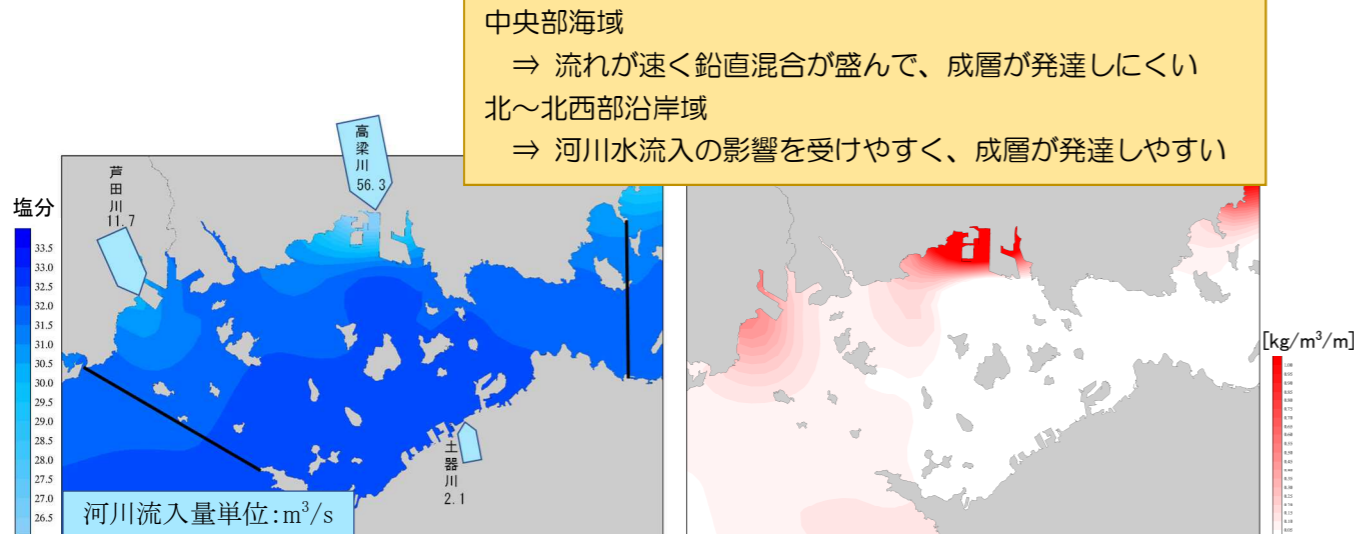 中央部海域
⇒ 流れが速く鉛直混合が盛んで、成層が発達しにくい
北～北西部沿岸域
⇒ 河川水流入の影響を受けやすく、成層が発達しやすい
高梁川
56.3
芦田川
11.7
塩分
33.5
33.0
32.5
32.0
31.5
31.0
30.5
30.0
29.5
29.0
28.5
28.0
27.5
27.0
26.5
土器川
2.1
河川流入量単位:m³/s
[kg/m³/m]